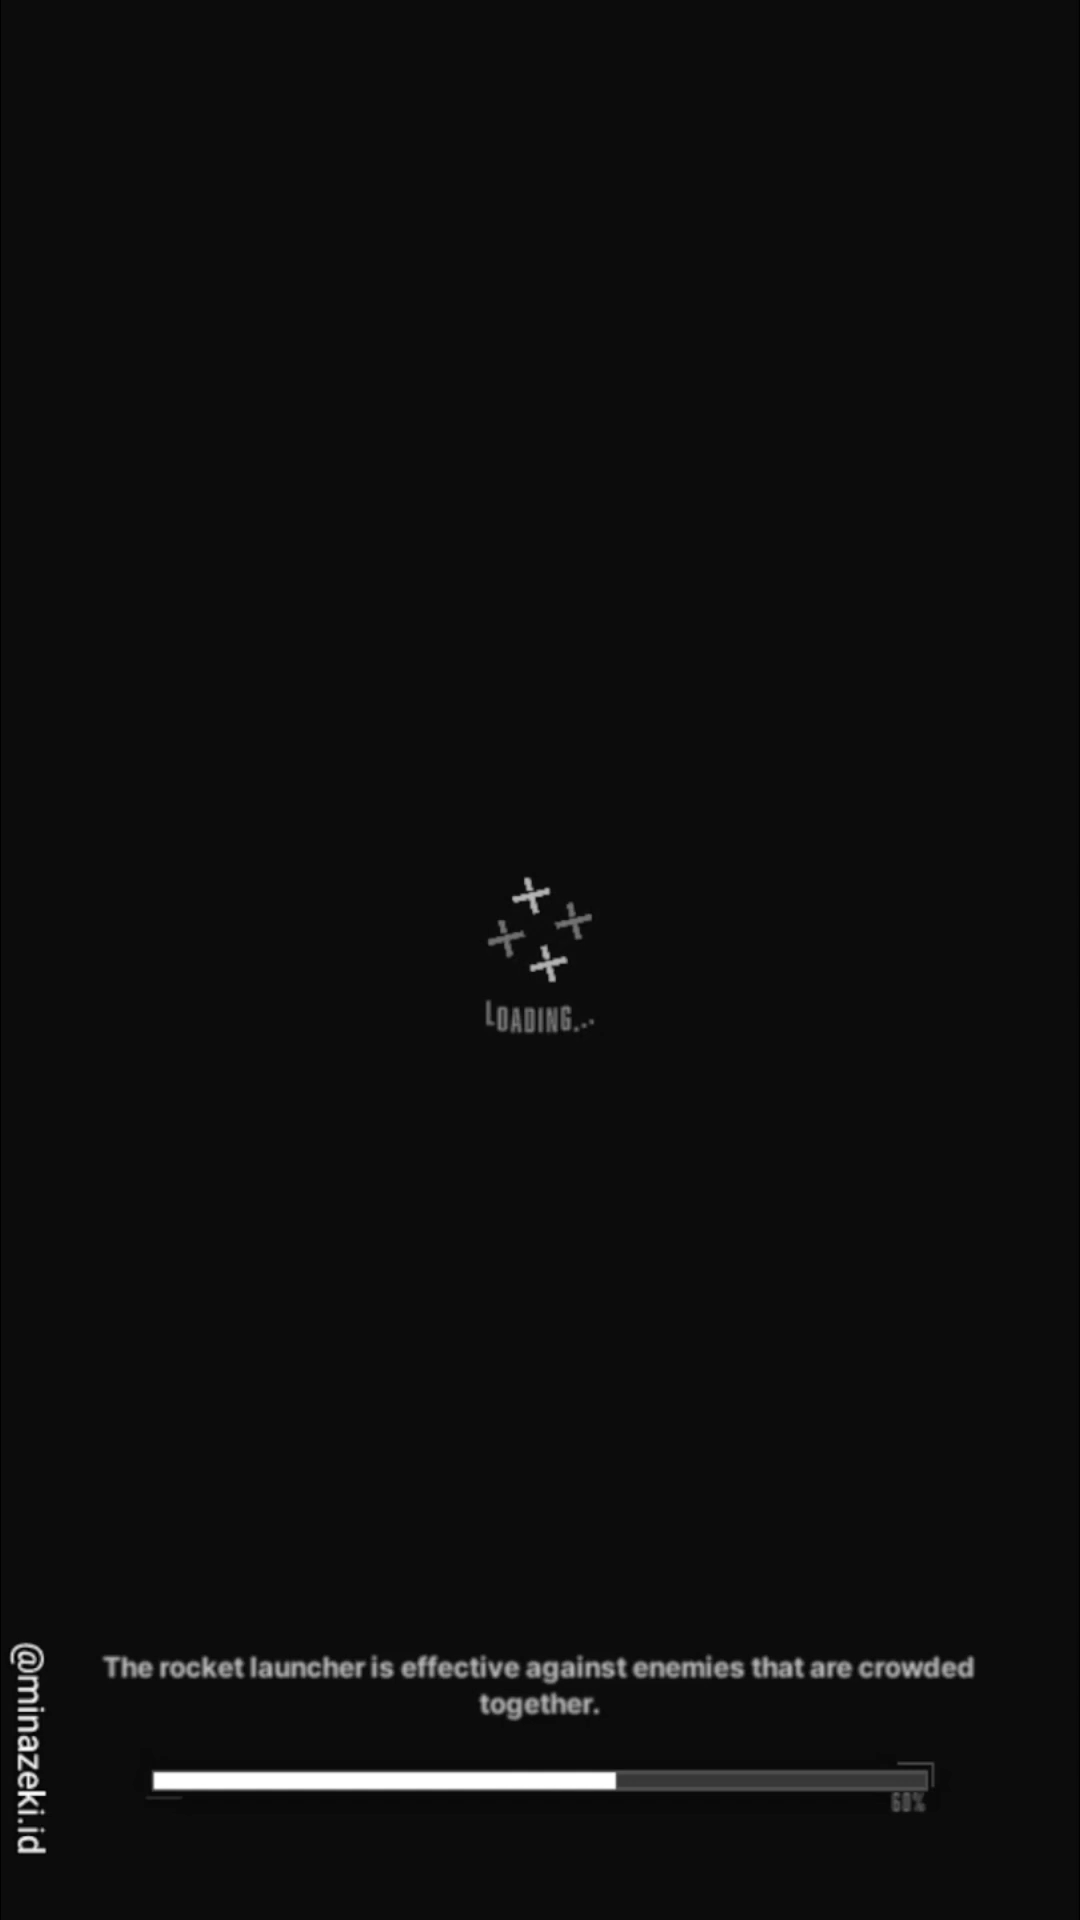 LOADING...
The rocket launcher is effective against enemies that are crowded
together.
60%
@minazeki.id